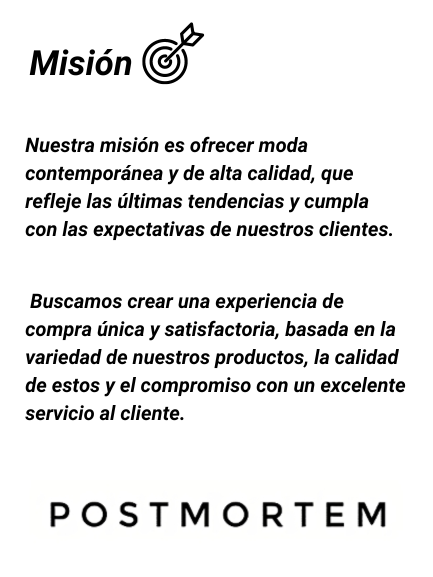 Misión
Nuestra misión es ofrecer moda
contemporánea y de alta calidad, que
refleje las últimas tendencias y cumpla
con las expectativas de nuestros clientes.
Buscamos crear una experiencia de
compra única y satisfactoria, basada en la
variedad de nuestros productos, la calidad
de estos y el compromiso con un excelente
servicio al cliente.
POSTMORTEM